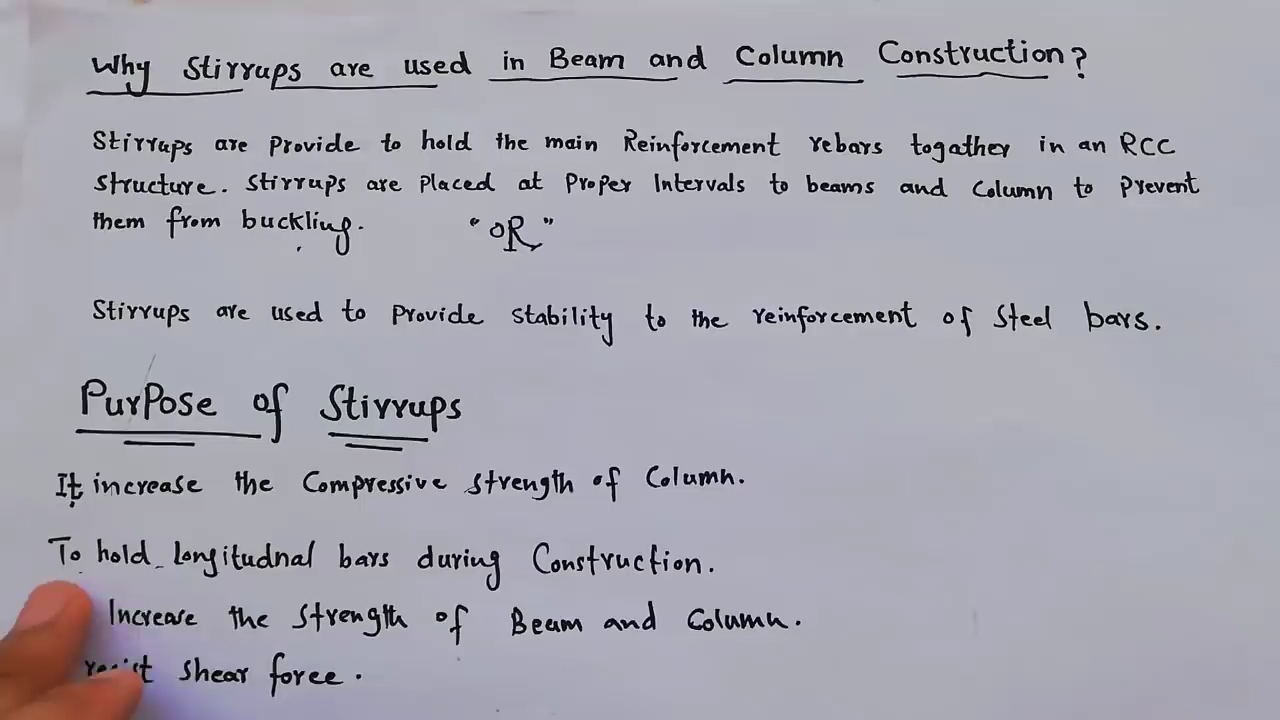 Why Stirrups are used in Beam and Column Construction?
Stirrups are Provide to hold the main Reinforcement rebars togather in an RCC
structure. Stirrups are Placed at Proper Intervals to beams and Column to Prevent
them from buckling. "OR"
Stirrups are used to Provide stability to the reinforcement of Steel bars.
Purpose of Stirrups
It increase the Compressive strength of Column.
To hold longitudnal bars during Construction.
Increase the Strength of Beam and Column.
shear force.